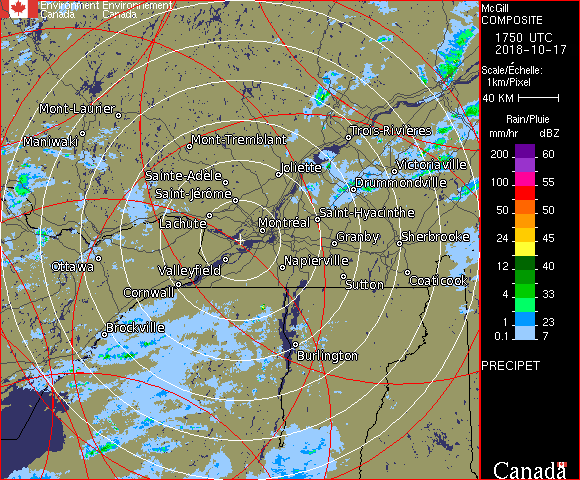 Environment Environnement
Canada Canada
McGill
COMPOSITE
1750 UTC
2018-10-17
Scale/Échelle:
1km/Pixel
40 KM
Rain/Pluie
mm/hr dBZ
200 60
100 55
50 50
24 45
12 40
4 33
1 23
0.1 7
PRECIPET
Canada
Mont-Laurier
Maniwaki
Mont-Tremblant
Trois-Rivières
Joliette
Victoriaville
Sainte-Adèle
Drummondville
Saint-Jérôme
Saint-Hyacinthe
Lachute
Montréal
Granby
Sherbrooke
Ottawa
Valleyfield
Napierville
Cornwall
Sutton
Coaticook
Brockville
Burlington